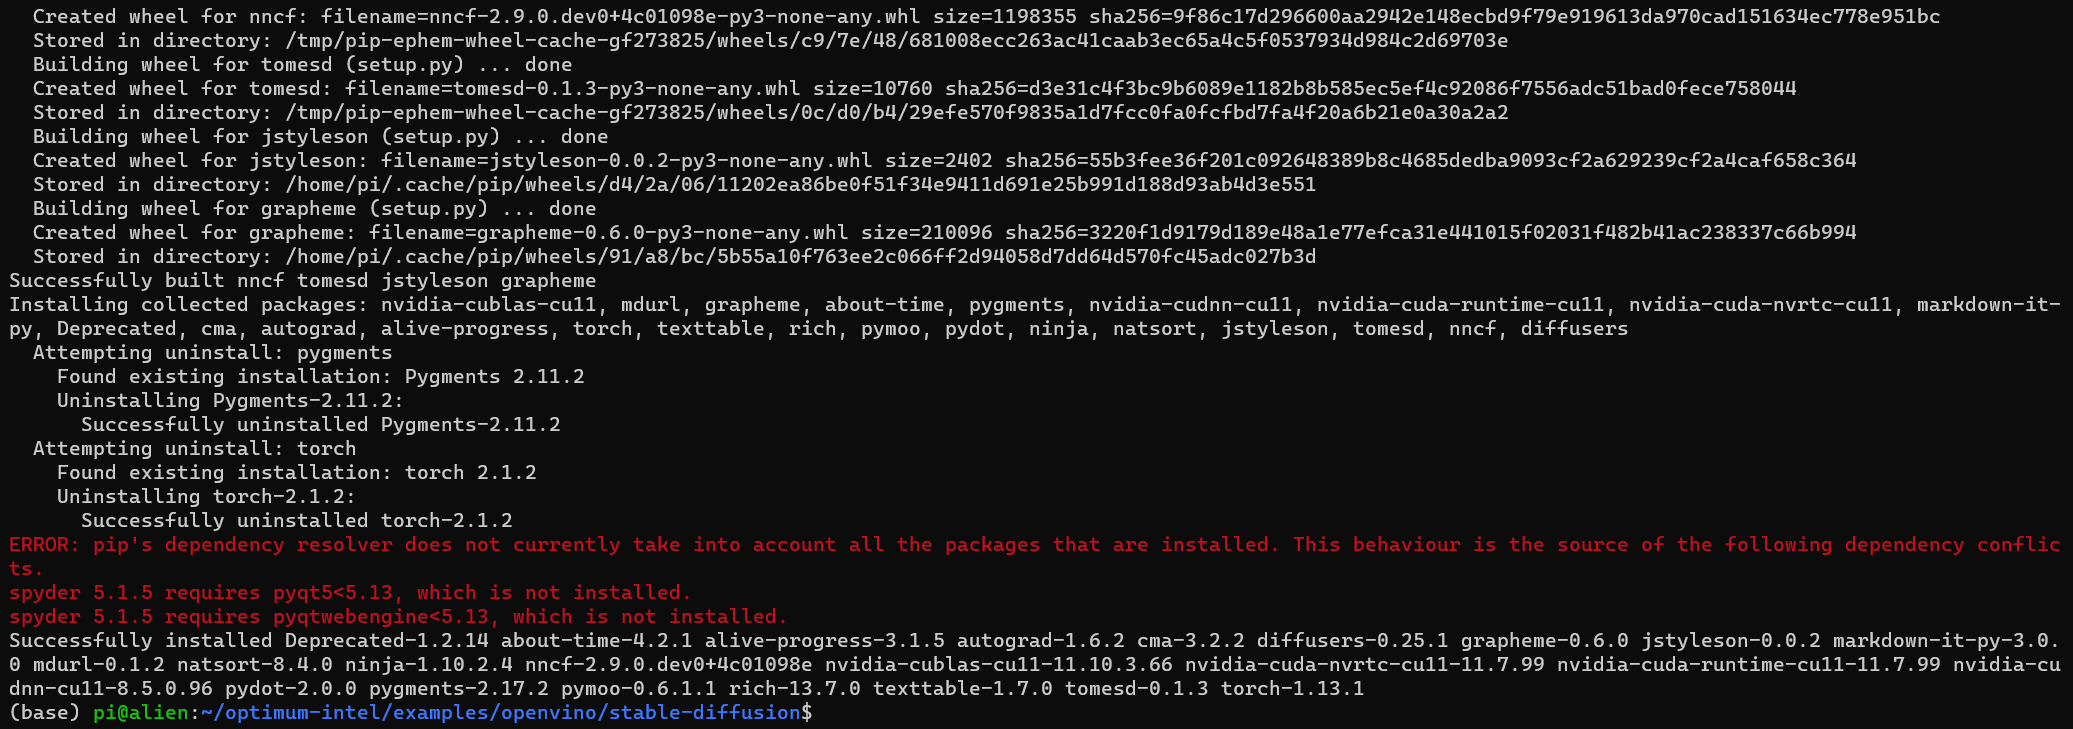 Created wheel for nncf: filename=nncf-2.9.0.dev0+4c01098e-py3-none-any.whl size=1198355 sha256=9f86c17d296600aa2942e148ecbd9f79e919613da970cad151634ec778e951bc
Stored in directory: /tmp/pip-ephem-wheel-cache-gf273825/wheels/c9/7e/48/681008ecc263ac41caab3ec65a4c5f0537934d984c2d69703e
Building wheel for tomesd (setup.py) ... done
Created wheel for tomesd: filename=tomesd-0.1.3-py3-none-any.whl size=10760 sha256=d3e31c4f3bc9b6089e1182b8b585ec5ef4c92086f7556adc51bad0fece758044
Stored in directory: /tmp/pip-ephem-wheel-cache-gf273825/wheels/0c/d0/b4/29efe570f9835a1d7fcc0fa0fcfbd7fa4f20a6b21e0a30a2a2
Building wheel for jstyleson (setup.py) ... done
Created wheel for jstyleson: filename=jstyleson-0.0.2-py3-none-any.whl size=2402 sha256=55b3fee36f201c092648389b8c4685dedba9093cf2a629239cf2a4caf658c364
Stored in directory: /home/pi/.cache/pip/wheels/d4/2a/06/11202ea86be0f51f34e9411d691e25b991d188d93ab4d3e551
Building wheel for grapheme (setup.py) ... done
Created wheel for grapheme: filename=grapheme-0.6.0-py3-none-any.whl size=210096 sha256=3220f1d9179d189e48a1e77efca31e441015f02031f482b41ac238337c66b994
Stored in directory: /home/pi/.cache/pip/wheels/91/a8/bc/5b55a10f763ee2c066ff2d94058d7dd64d570fc45adc027b3d
Successfully built nncf tomesd jstyleson grapheme
Installing collected packages: nvidia-cublas-cu11, mdurl, grapheme, about-time, pygments, nvidia-cudnn-cu11, nvidia-cuda-runtime-cu11, nvidia-cuda-nvrtc-cu11, markdown-it-
py, Deprecated, cma, autograd, alive-progress, torch, texttable, rich, pymoo, pydot, ninja, natsort, jstyleson, tomesd, nncf, diffusers
Attempting uninstall: pygments
Found existing installation: Pygments 2.11.2
Uninstalling Pygments-2.11.2:
Successfully uninstalled Pygments-2.11.2
Attempting uninstall: torch
Found existing installation: torch 2.1.2
Uninstalling torch-2.1.2:
Successfully uninstalled torch-2.1.2
ERROR: pip's dependency resolver does not currently take into account all the packages that are installed. This behaviour is the source of the following dependency conflic
ts.
spyder 5.1.5 requires pyqt5<5.13, which is not installed.
spyder 5.1.5 requires pyqtwebengine<5.13, which is not installed.
Successfully installed Deprecated-1.2.14 about-time-4.2.1 alive-progress-3.1.5 autograd-1.6.2 cma-3.2.2 diffusers-0.25.1 grapheme-0.6.0 jstyleson-0.0.2 markdown-it-py-3.0.
0 mdurl-0.1.2 natsort-8.4.0 ninja-1.10.2.4 nncf-2.9.0.dev0+4c01098e nvidia-cublas-cu11-11.10.3.66 nvidia-cuda-nvrtc-cu11-11.7.99 nvidia-cuda-runtime-cu11-11.7.99 nvidia-cu
dnn-cu11-8.5.0.96 pydot-2.0.0 pygments-2.17.2 pymoo-0.6.1.1 rich-13.7.0 texttable-1.7.0 tomesd-0.1.3 torch-1.13.1
(base) pi@alien:~/optimum-intel/examples/openvino/stable-diffusion$